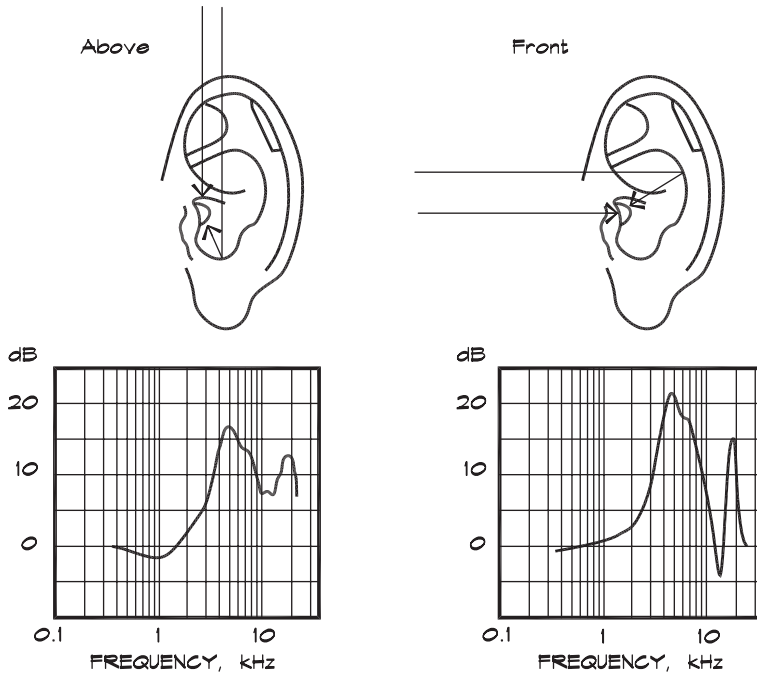 Above
Front
dB
20
10
0
0.1 1 10
FREQUENCY, kHz
dB
20
10
0
0.1 1 10
FREQUENCY, kHz